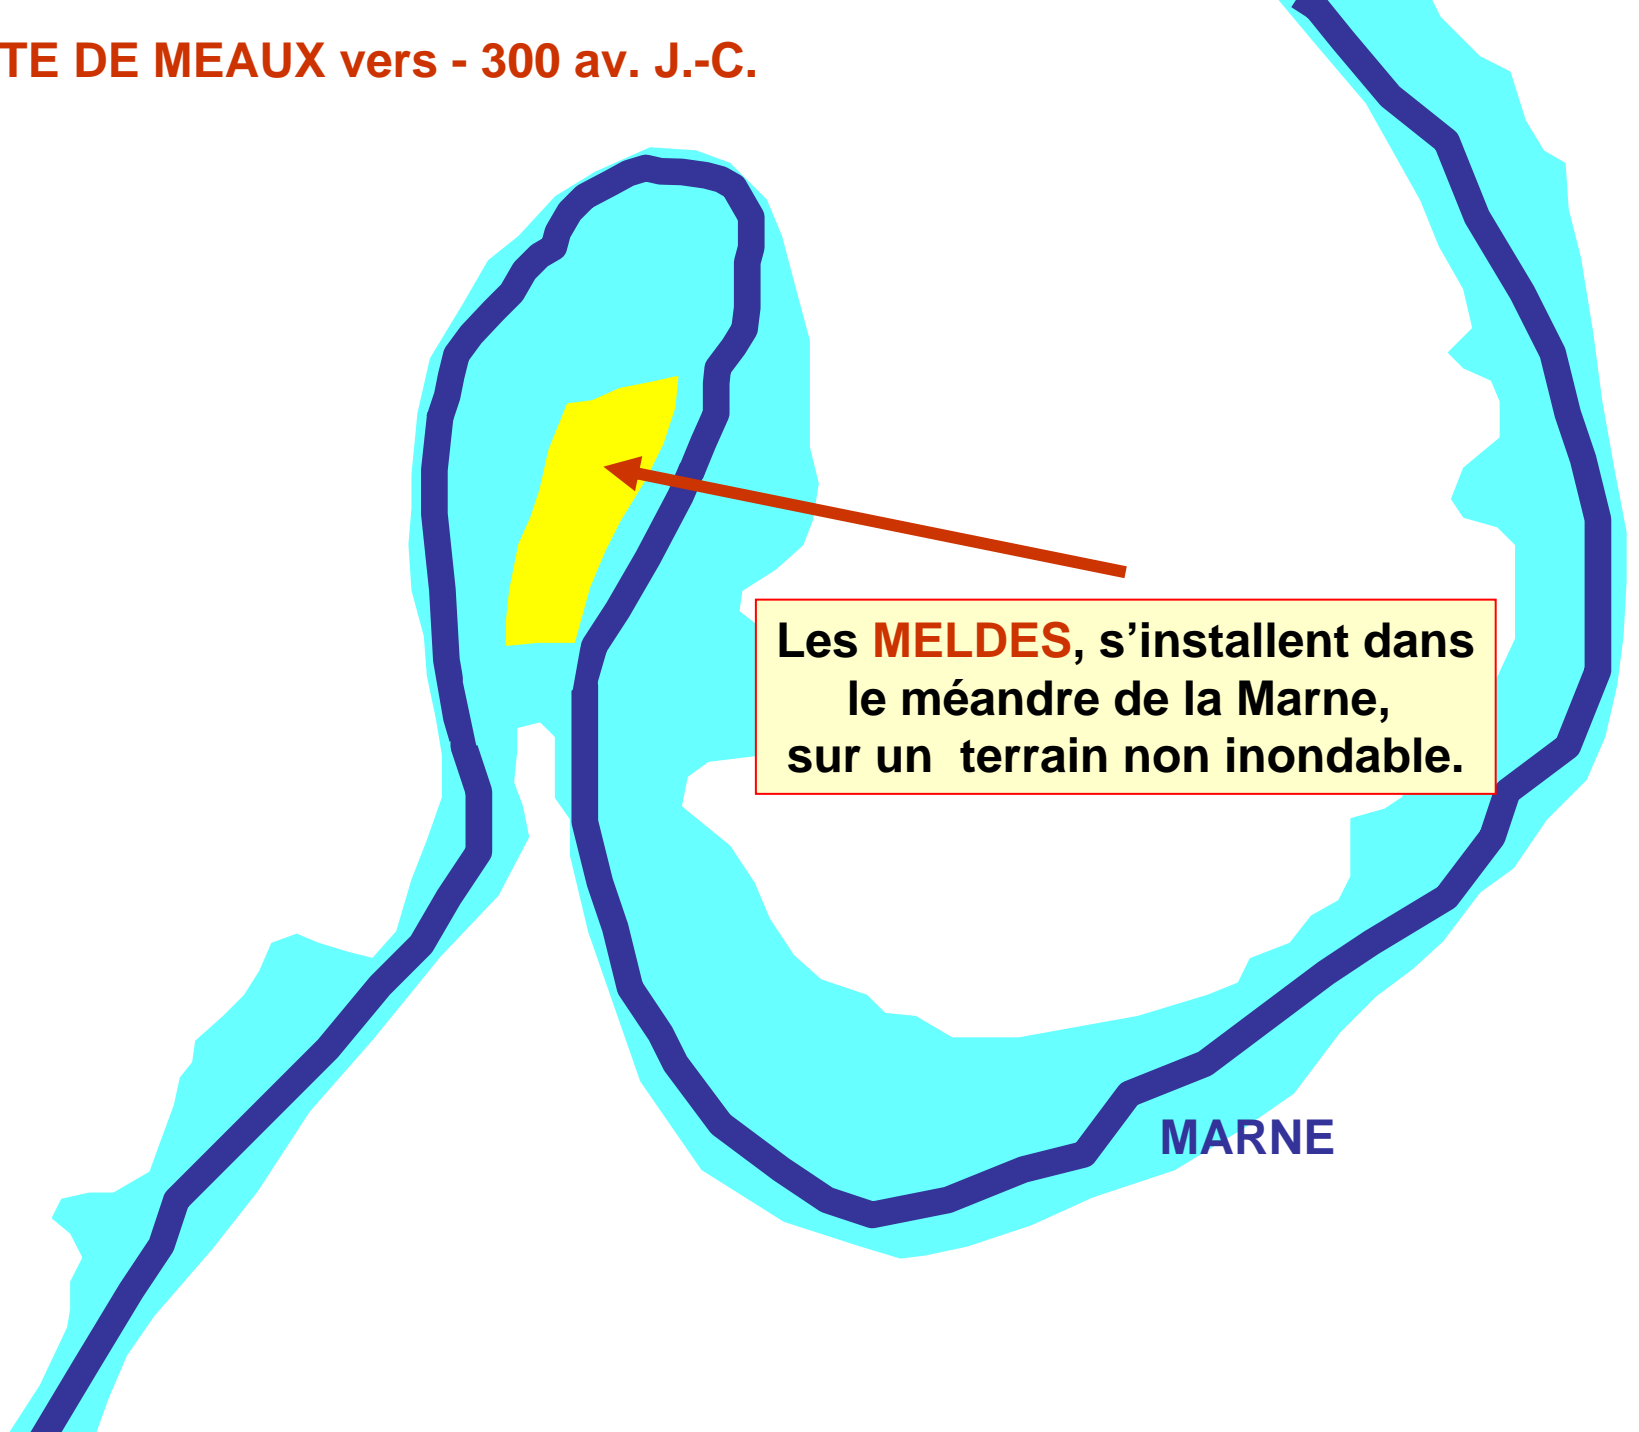 TE DE MEAUX vers - 300 av. J.-C.
Les MELDES, s’installent dans
le méandre de la Marne,
sur un  terrain non inondable.
MARNE